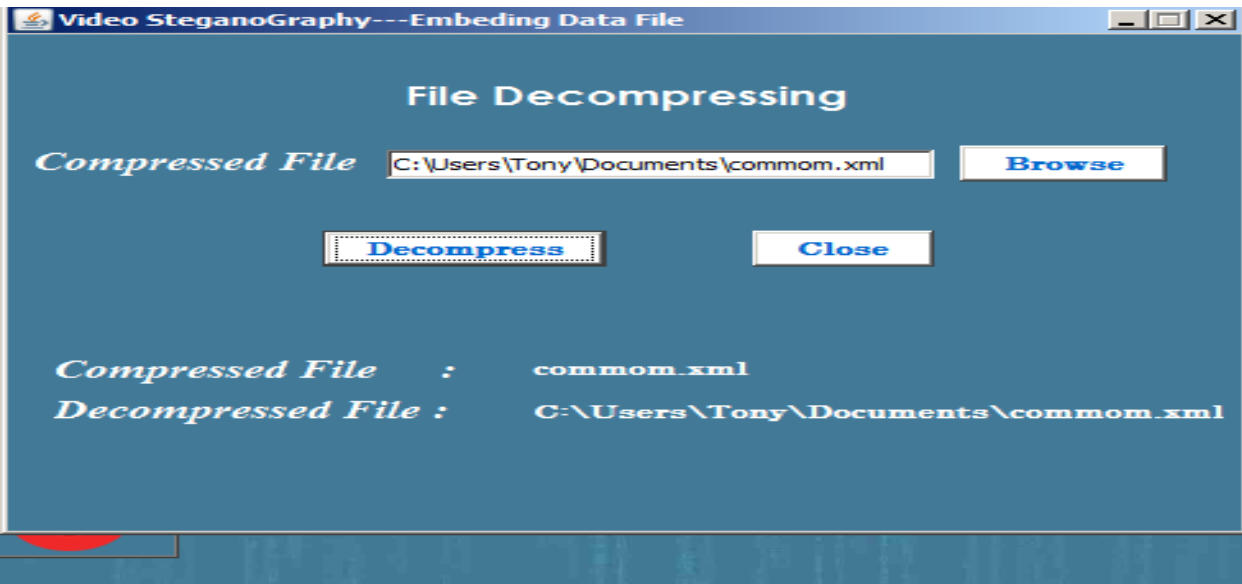 Video SteganoGraphy---Embeding Data File
File Decompressing
Compressed File C:\Users\Tony\Documents\commom.xml Browse
Decompress Close
Compressed File : commom.xml
Decompressed File : C:\Users\Tony\Documents\commom.xml